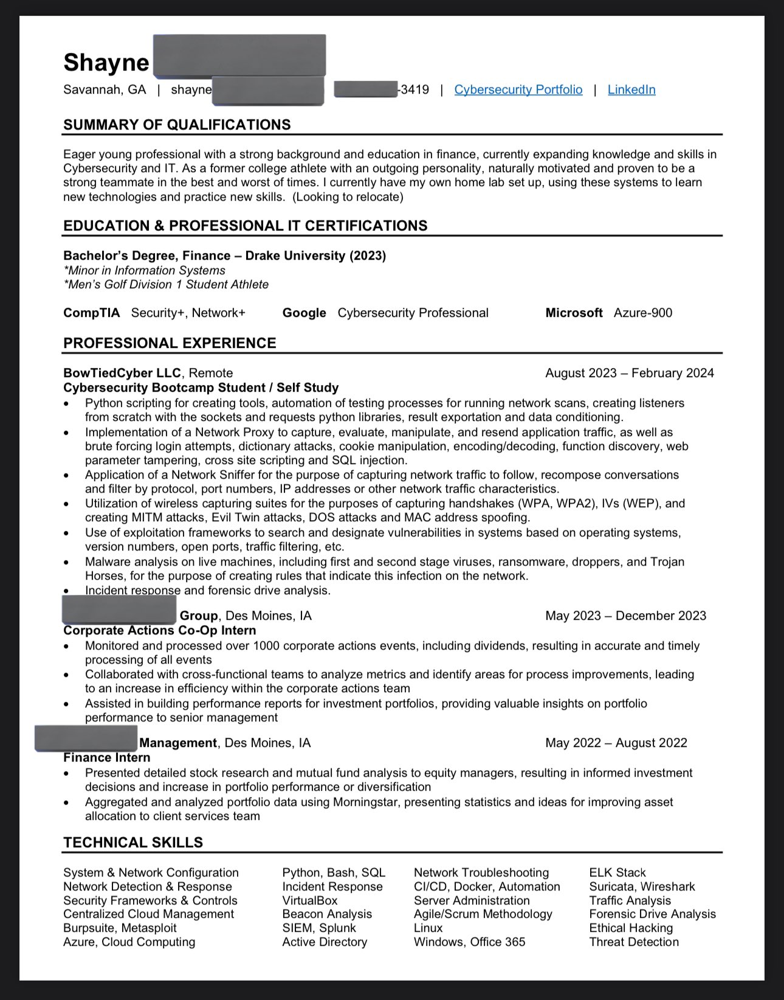 Shayne
Savannah, GA | shayne -3419 | Cybersecurity Portfolio | LinkedIn
SUMMARY OF QUALIFICATIONS
Eager young professional with a strong background and education in finance, currently expanding knowledge and skills in
Cybersecurity and IT. As a former college athlete with an outgoing personality, naturally motivated and proven to be a
strong teammate in the best and worst of times. I currently have my own home lab set up, using these systems to learn
new technologies and practice new skills. (Looking to relocate)
EDUCATION & PROFESSIONAL IT CERTIFICATIONS
Bachelor’s Degree, Finance – Drake University (2023)
*Minor in Information Systems
*Men’s Golf Division 1 Student Athlete
CompTIA Security+, Network+ Google Cybersecurity Professional Microsoft Azure-900
PROFESSIONAL EXPERIENCE
BowTiedCyber LLC, Remote August 2023 – February 2024
Cybersecurity Bootcamp Student / Self Study
• Python scripting for creating tools, automation of testing processes for running network scans, creating listeners
from scratch with the sockets and requests python libraries, result exportation and data conditioning.
• Implementation of a Network Proxy to capture, evaluate, manipulate, and resend application traffic, as well as
brute forcing login attempts, dictionary attacks, cookie manipulation, encoding/decoding, function discovery, web
parameter tampering, cross site scripting and SQL injection.
• Application of a Network Sniffer for the purpose of capturing network traffic to follow, recompose conversations
and filter by protocol, port numbers, IP addresses or other network traffic characteristics.
• Utilization of wireless capturing suites for the purposes of capturing handshakes (WPA, WPA2), IVs (WEP), and
creating MITM attacks, Evil Twin attacks, DOS attacks and MAC address spoofing.
• Use of exploitation frameworks to search and designate vulnerabilities in systems based on operating systems,
version numbers, open ports, traffic filtering, etc.
• Malware analysis on live machines, including first and second stage viruses, ransomware, droppers, and Trojan
Horses, for the purpose of creating rules that indicate this infection on the network.
• Incident response and forensic drive analysis.
Group, Des Moines, IA May 2023 – December 2023
Corporate Actions Co-Op Intern
• Monitored and processed over 1000 corporate actions events, including dividends, resulting in accurate and timely
processing of all events
• Collaborated with cross-functional teams to analyze metrics and identify areas for process improvements, leading
to an increase in efficiency within the corporate actions team
• Assisted in building performance reports for investment portfolios, providing valuable insights on portfolio
performance to senior management
Management, Des Moines, IA May 2022 – August 2022
Finance Intern
• Presented detailed stock research and mutual fund analysis to equity managers, resulting in informed investment
decisions and increase in portfolio performance or diversification
• Aggregated and analyzed portfolio data using Morningstar, presenting statistics and ideas for improving asset
allocation to client services team
TECHNICAL SKILLS
System & Network Configuration Python, Bash, SQL Network Troubleshooting ELK Stack
Network Detection & Response Incident Response CI/CD, Docker, Automation Suricata, Wireshark
Security Frameworks & Controls VirtualBox Server Administration Traffic Analysis
Centralized Cloud Management Beacon Analysis Agile/Scrum Methodology Forensic Drive Analysis
Burpsuite, Metasploit SIEM, Splunk Linux Ethical Hacking
Azure, Cloud Computing Active Directory Windows, Office 365 Threat Detection